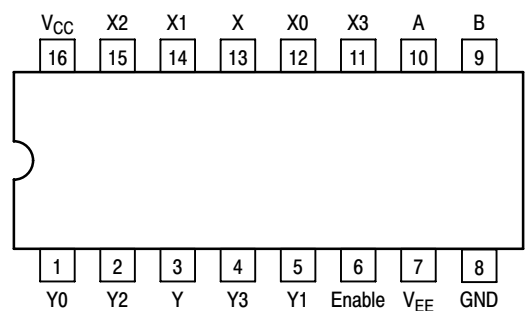 VCC X2 X1 X X0 X3 A B
16 15 14 13 12 11 10 9
1 2 3 4 5 6 7 8
Y0 Y2 Y Y3 Y1 Enable VEE GND